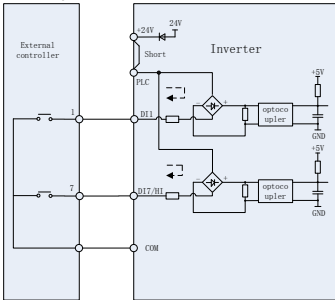 External
controller
Inverter
+24V
24V
Short
PLC
+5V
1
DI1
-
+
optoco
upler
GND
+5V
7
DI7/HI
-
+
optoco
upler
GND
COM